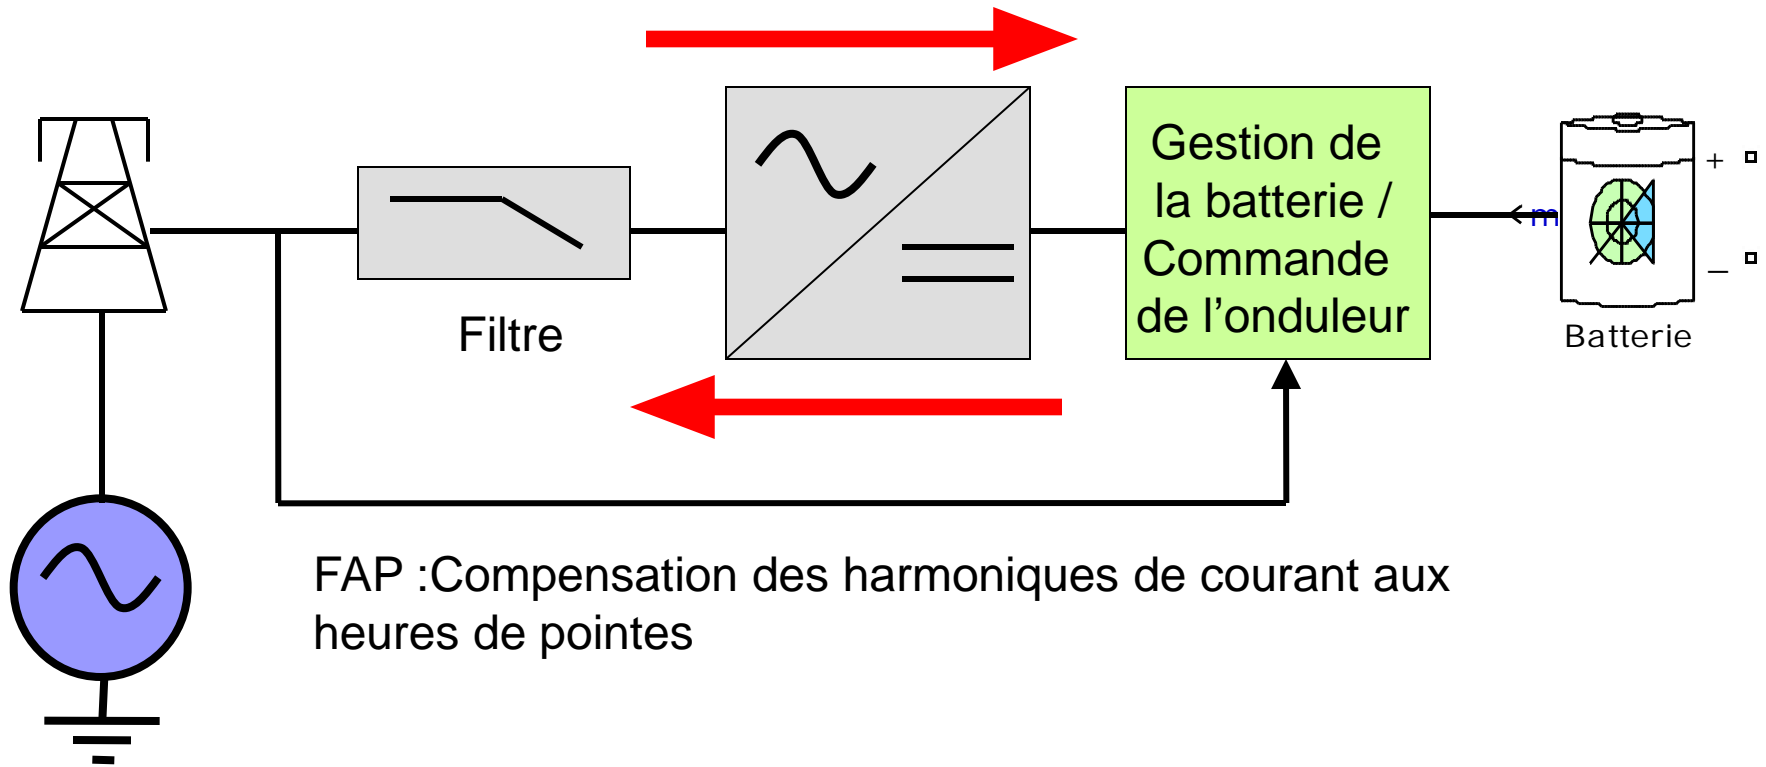 Gestion de
la batterie /
Commande
de l’onduleur
Filtre
+
m
–
Batterie
FAP :Compensation des harmoniques de courant aux
heures de pointes